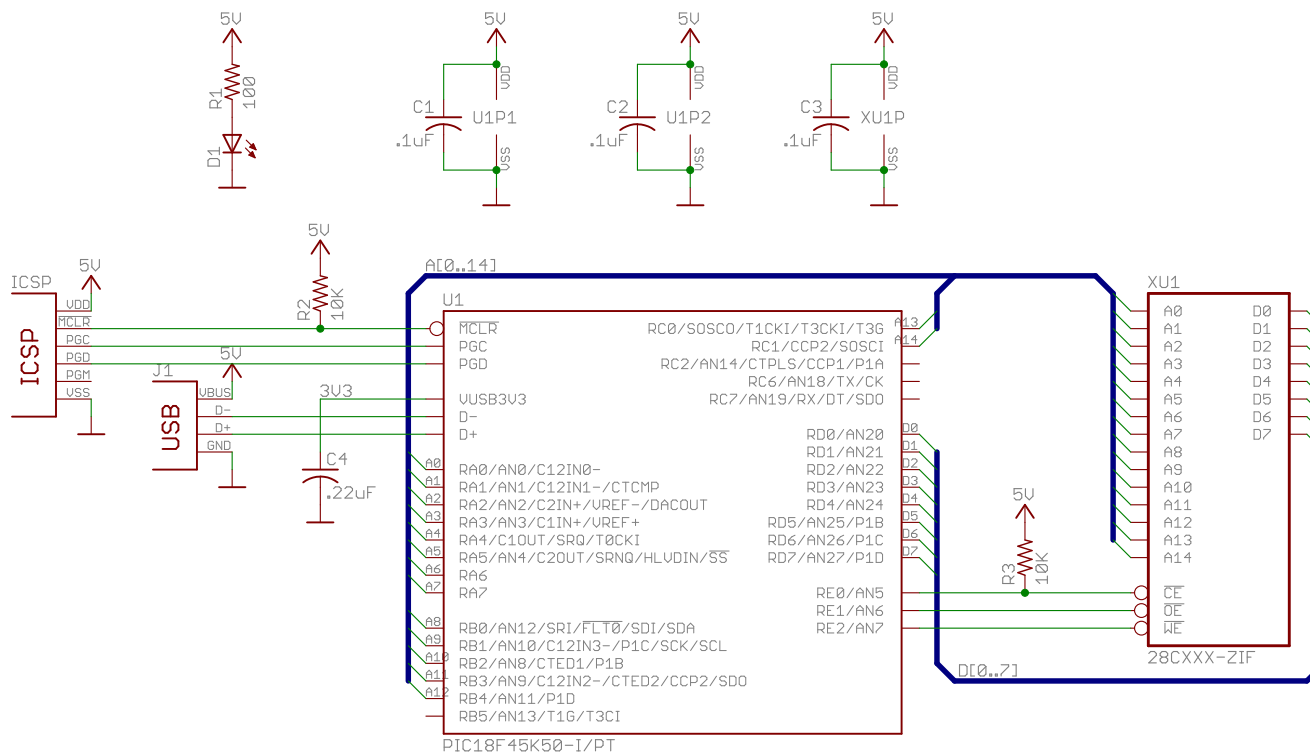 5V
R1
100
D1
5V
VDD
C1
.1uF
U1P1
VSS
5V
VDD
C2
.1uF
U1P2
VSS
5V
VDD
C3
.1uF
XU1P
VSS
ICSP
5V
ICSP
VDD
MCLR
PGC
PGD
PGM
VSS
5V
R2
10K
J1
5V
USB
VBUS
D-
D+
GND
3V3
C4
.22uF
A[0..14]
U1
MCLR
PGC
PGD
VUSB3V3
D-
D+
A0 RA0/AN0/C12IN0-
A1 RA1/AN1/C12IN1-/CTCMP
A2 RA2/AN2/C2IN+/VREF-/DACOUT
A3 RA3/AN3/C1IN+/VREF+
A4 RA4/C1OUT/SRQ/T0CKI
A5 RA5/AN4/C2OUT/SRNQ/HLVDIN/SS
A6 RA6
A7 RA7
A8 RB0/AN12/SRI/FLT0/SDI/SDA
A9 RB1/AN10/C12IN3-/P1C/SCK/SCL
A10 RB2/AN8/CTED1/P1B
A11 RB3/AN9/C12IN2-/CTED2/CCP2/SDO
A12 RB4/AN11/P1D
RB5/AN13/T1G/T3CI
RC0/SOSCO/T1CKI/T3CKI/T3G A13
RC1/CCP2/SOSCI A14
RC2/AN14/CTPLS/CCP1/P1A
RC6/AN18/TX/CK
RC7/AN19/RX/DT/SDO
RD0/AN20 D0
RD1/AN21 D1
RD2/AN22 D2
RD3/AN23 D3
RD4/AN24 D4
RD5/AN25/P1B D5
RD6/AN26/P1C D6
RD7/AN27/P1D D7
RE0/AN5
RE1/AN6
RE2/AN7
PIC18F45K50-I/PT
5V
R3
10K
D[0..7]
XU1
A0 D0
A1 D1
A2 D2
A3 D3
A4 D4
A5 D5
A6 D6
A7 D7
A8
A9
A10
A11
A12
A13
A14
CE
OE
WE
28CXXX-ZIF